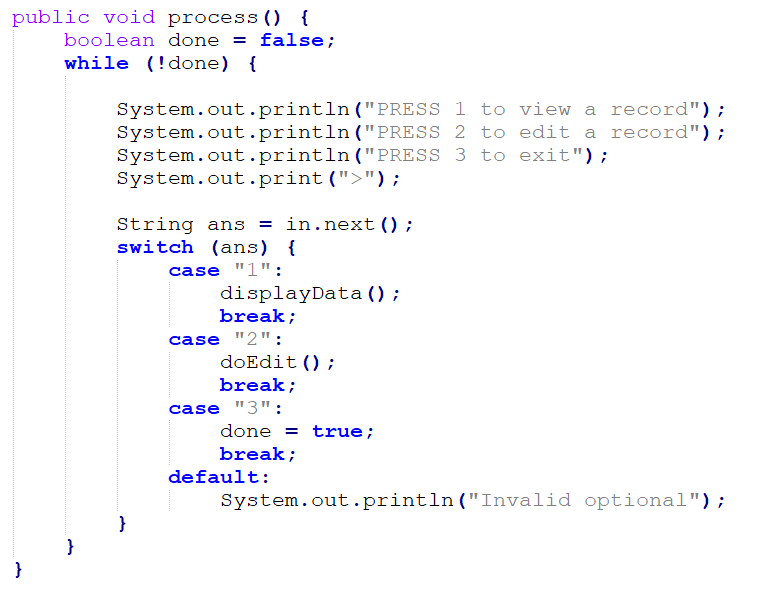 public void process() {
    boolean done = false;
    while (!done) {

        System.out.println("PRESS 1 to view a record");
        System.out.println("PRESS 2 to edit a record");
        System.out.println("PRESS 3 to exit");
        System.out.print(">");

        String ans = in.next();
        switch (ans) {
            case "1":
                displayData();
                break;
            case "2":
                doEdit();
                break;
            case "3":
                done = true;
                break;
            default:
                System.out.println("Invalid optional");
        }
    }
}